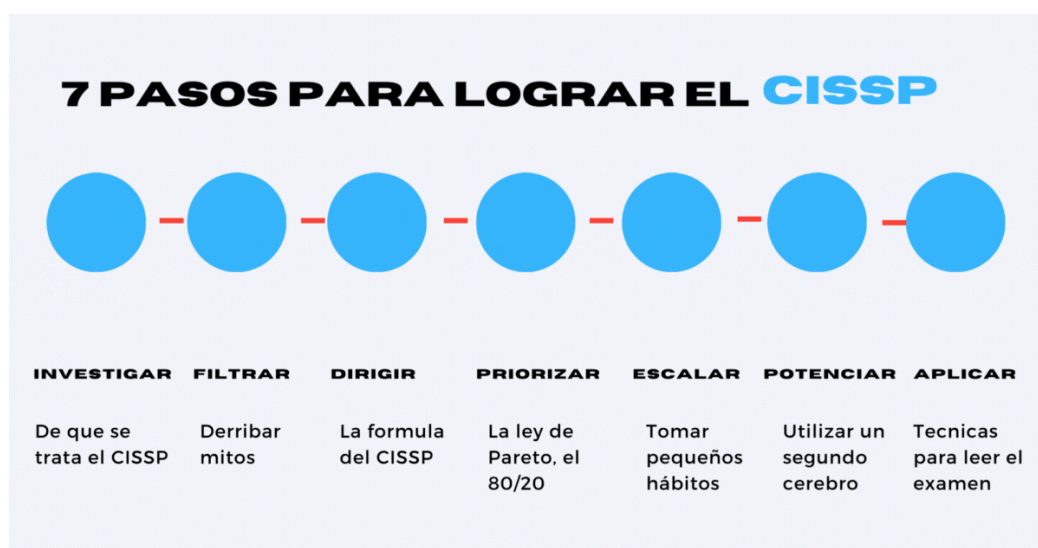 7 PASOS PARA LOGRAR EL CISSP
INVESTIGAR
De que se
trata el CISSP
FILTRAR
Derribar
mitos
DIRIGIR
La formula
del CISSP
PRIORIZAR
La ley de
Pareto, el
80/20
ESCALAR
Tomar
pequeños
hábitos
POTENCIAR
Utilizar un
segundo
cerebro
APLICAR
Tecnicas
para leer el
examen